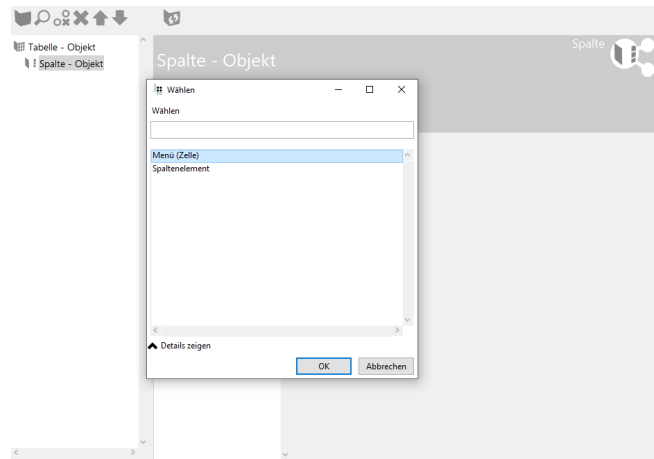 Tabelle - Objekt
Spalte - Objekt
Spalte
Spalte - Objekt
Wählen
Wählen
Menü (Zelle)
Spaltenelement
Details zeigen
OK
Abbrechen